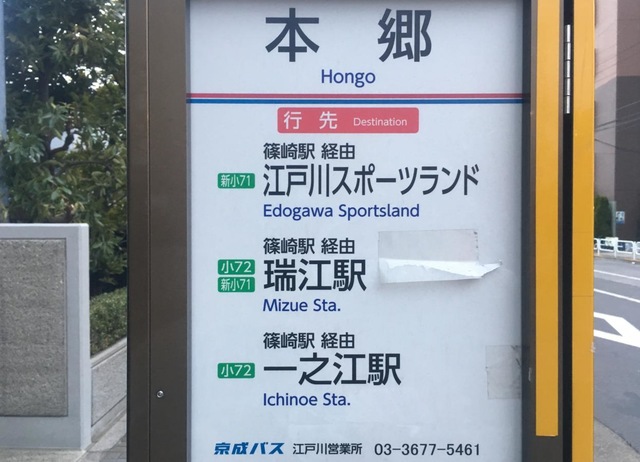 本郷
Hongo
行先 Destination
篠崎駅 経由
新小71 江戸川スポーツランド
Edogawa Sportsland
篠崎駅 経由
小72 新小71 瑞江駅
Mizue Sta.
篠崎駅 経由
小72 一之江駅
Ichinoe Sta.
京成バス 江戸川営業所 03-3677-5461